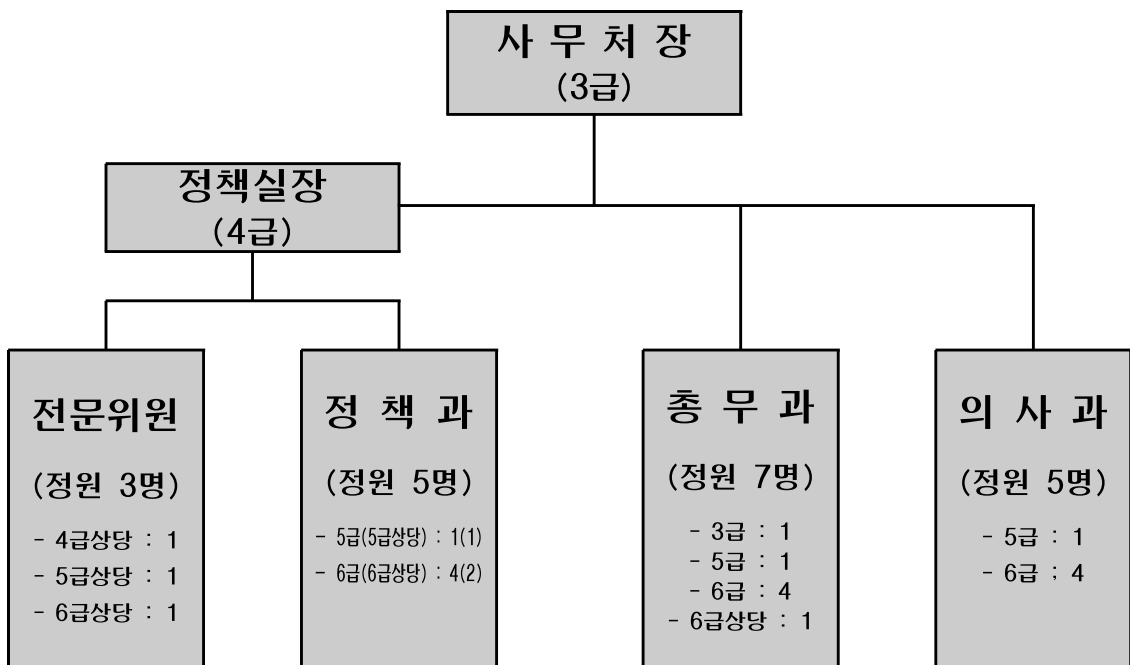 사 무 처 장
(3급)
정책실장
(4급)
전문위원
(정원 3명)
- 4급상당 : 1
- 5급상당 : 1
- 6급상당 : 1
정 책 과
(정원 5명)
- 5급(5급상당) : 1(1)
- 6급(6급상당) : 4(2)
총 무 과
(정원 7명)
- 3급 : 1
- 5급 : 1
- 6급 : 4
- 6급상당 : 1
의 사 과
(정원 5명)
- 5급 : 1
- 6급 ; 4